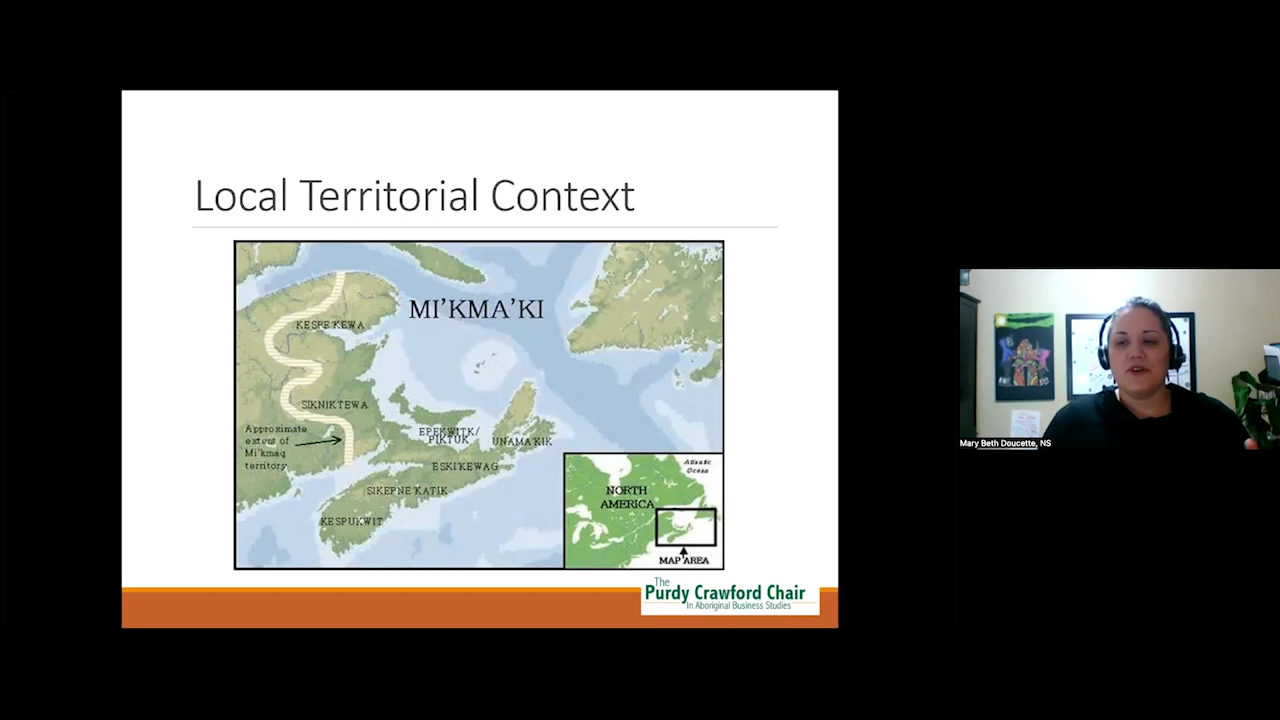 Local Territorial Context
MI'KMA'KI
KESPE'KEWA
SIKNIKTEWA
Approximate
extent of
Mi'kmaq
territory
EPEKWITK/
PIKTUK
UNAMA'KIK
ESKI'KEWAG
SIKEPNE'KATIK
KESPUKWIT
Atlantic
Ocean
NORTH
AMERICA
MAP AREA
The
Purdy Crawford Chair
In Aboriginal Business Studies
Mary Beth Doucette, NS